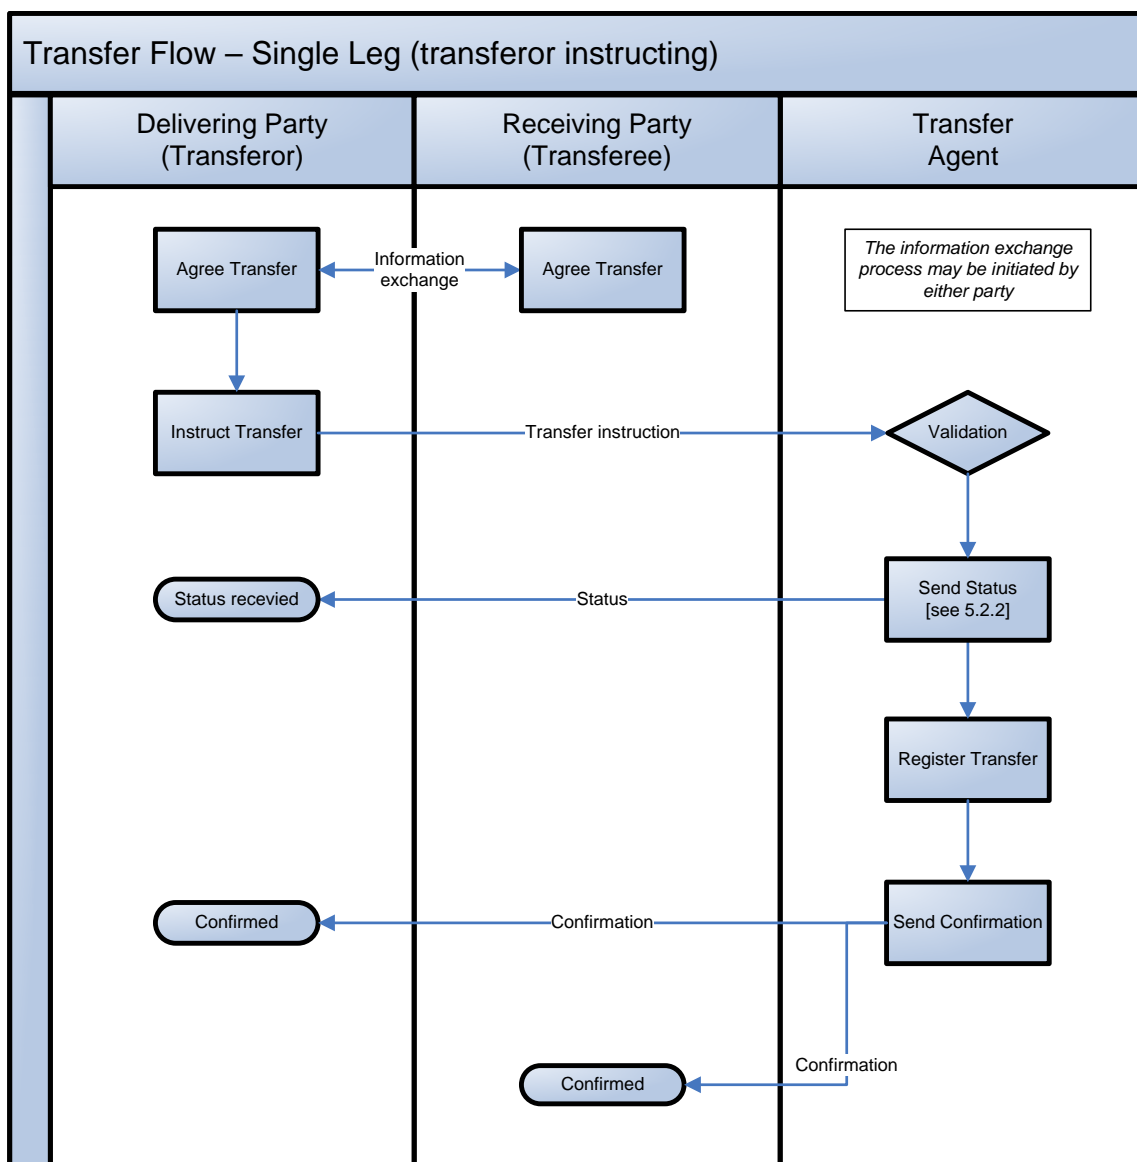 Transfer Flow – Single Leg (transferor instructing)
Delivering Party
(Transferor)
Receiving Party
(Transferee)
Transfer
Agent
Agree Transfer
Information
exchange
Agree Transfer
The information exchange
process may be initiated by
either party
Instruct Transfer
Transfer instruction
Validation
Status recevied
Status
Send Status
[see 5.2.2]
Register Transfer
Confirmed
Confirmation
Send Confirmation
Confirmation
Confirmed